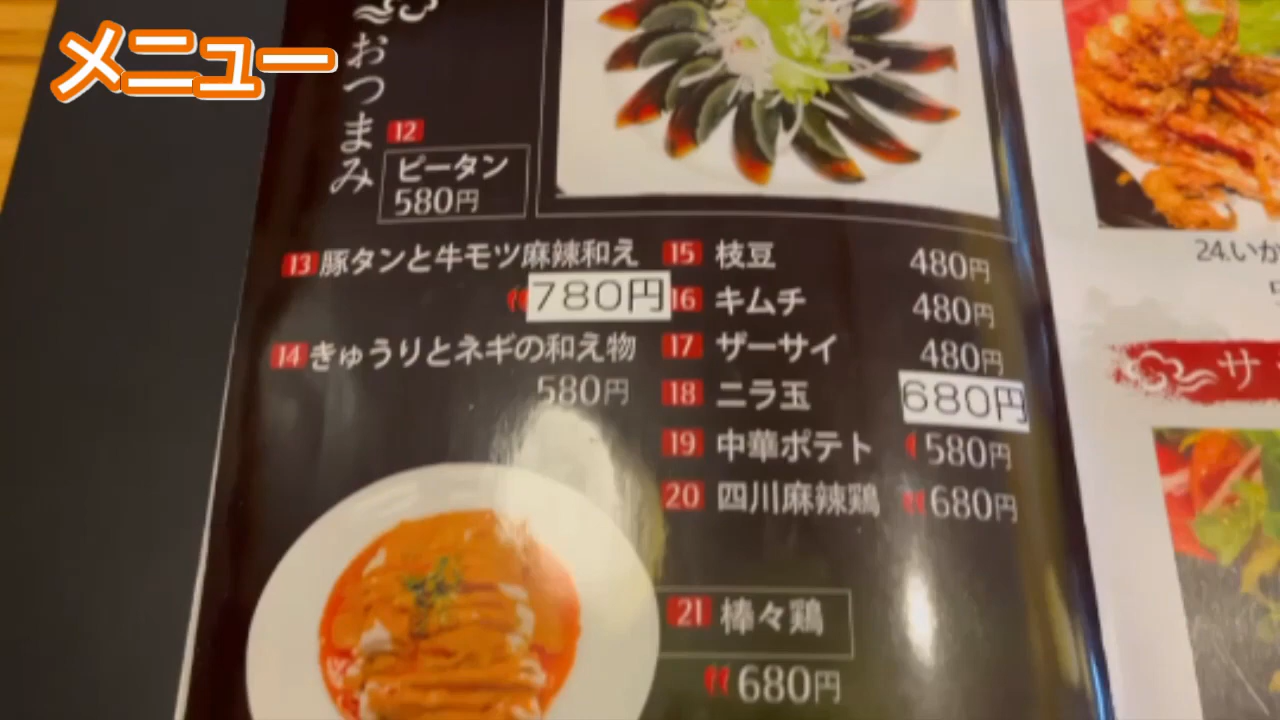 メニュー
おつまみ
12
ピータン
580円
13 豚タンと牛モツ麻辣和え
780円
14 きゅうりとネギの和え物
580円
15 枝豆 480円
16 キムチ 480円
17 ザーサイ 480円
18 ニラ玉 680円
19 中華ポテト 580円
20 四川麻辣鶏 680円
21 棒々鶏
680円
24.いか
サ